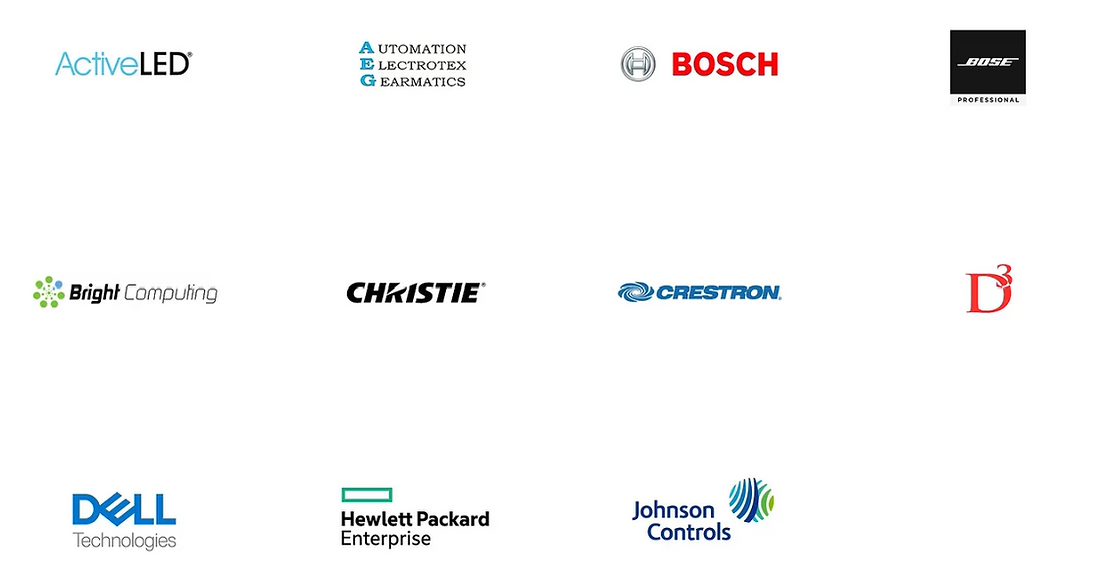 ActiveLED®
AUTOMATION
ELECTROTEX
GEARMATICS
BOSCH
BOSE
PROFESSIONAL
Bright Computing
CHRISTIE®
CRESTRON®
D3
DELL
Technologies
Hewlett Packard
Enterprise
Johnson
Controls